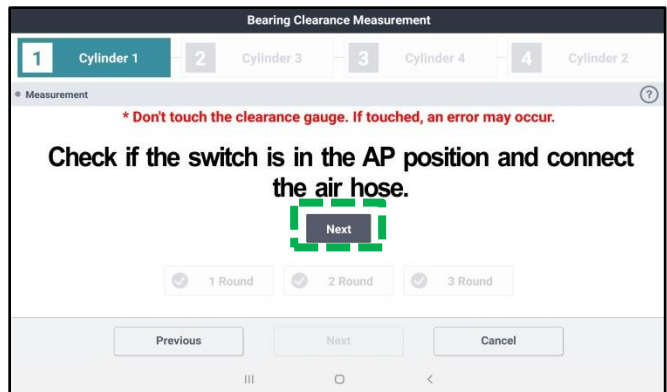 Bearing Clearance Measurement
1 Cylinder 1 2 Cylinder 3 3 Cylinder 4 4 Cylinder 2
Measurement ?
* Don't touch the clearance gauge. If touched, an error may occur.
Check if the switch is in the AP position and connect
the air hose.
Next
1 Round 2 Round 3 Round
Previous Next Cancel